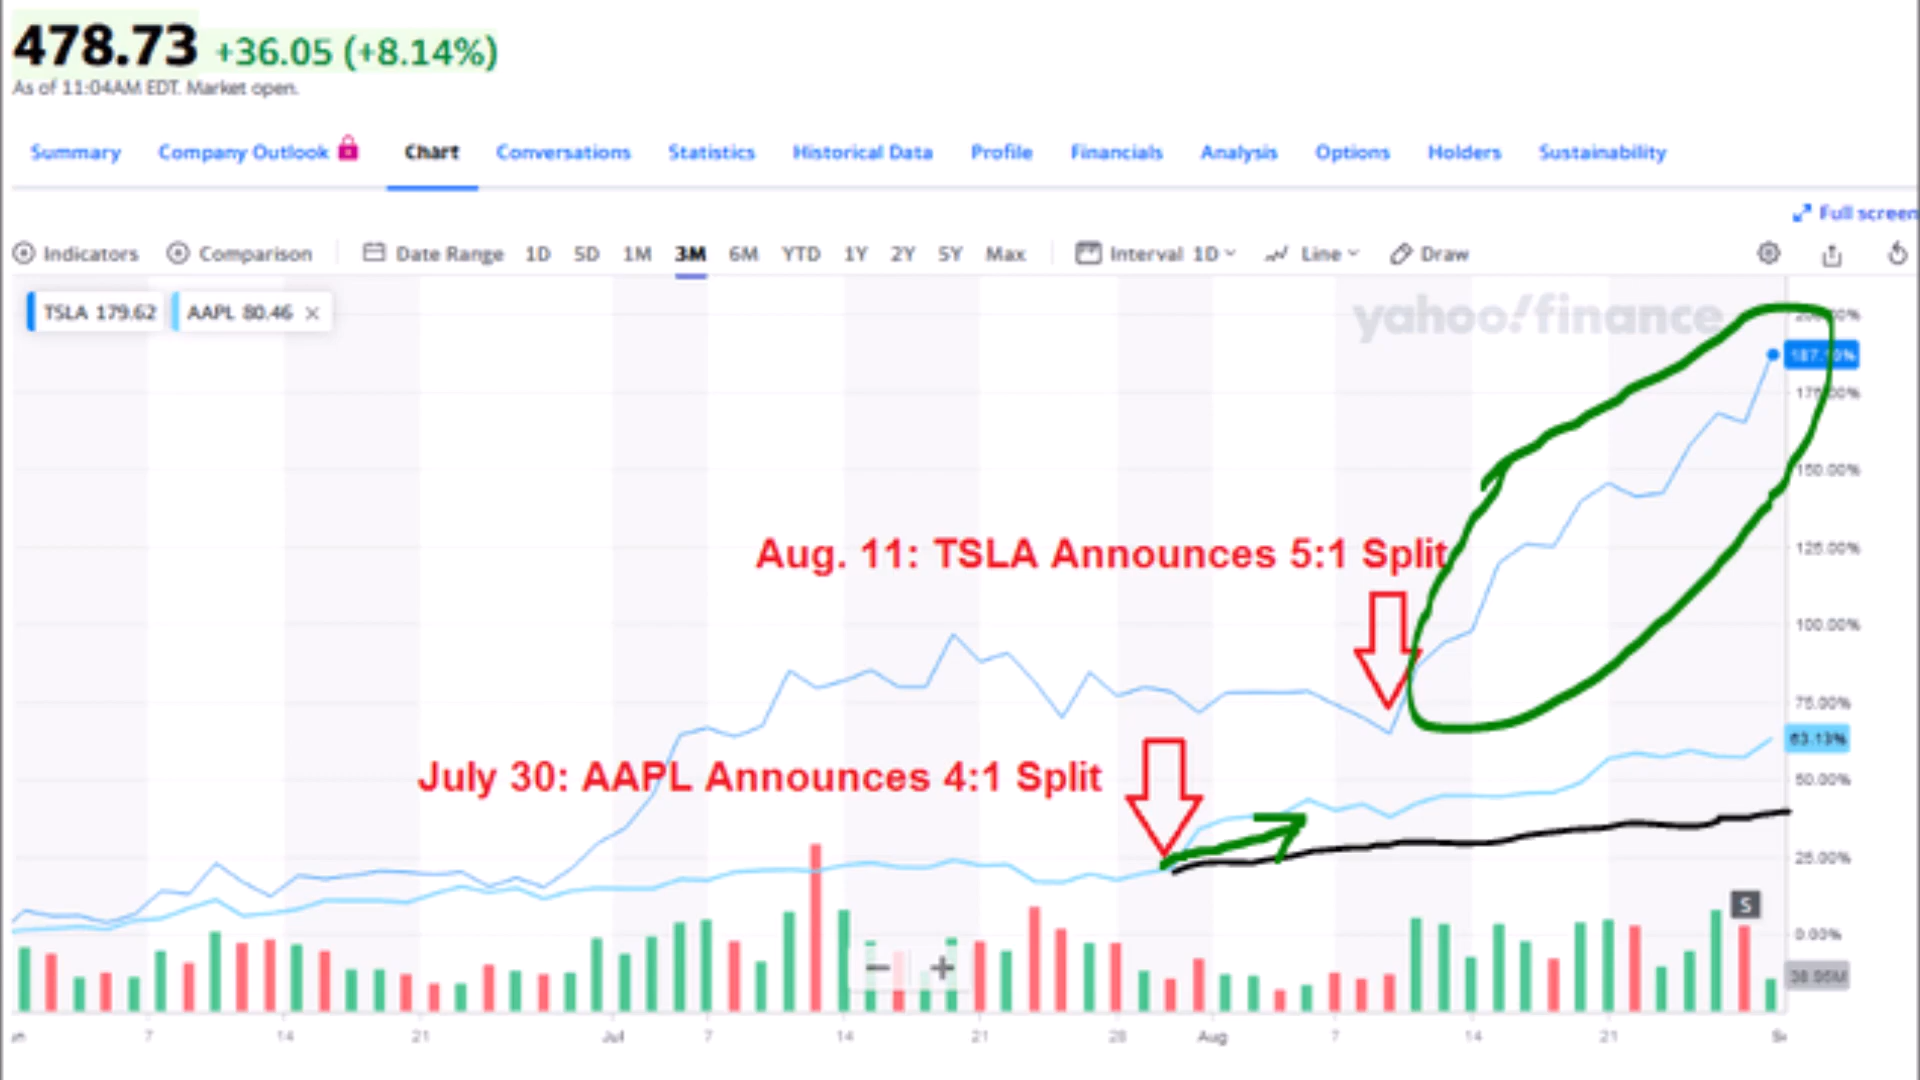 478.73 +36.05 (+8.14%)
As of 11:04AM EDT. Market open.
Summary Company Outlook Chart Conversations Statistics Historical Data Profile Financials Analysis Options Holders Sustainability
Full screen
Indicators Comparison Date Range 1D 5D 1M 3M 6M YTD 1Y 2Y 5Y Max Interval 1D Line Draw
TSLA 179.62 AAPL 80.46 ×
yahoo!finance
175.00%
150.00%
Aug. 11: TSLA Announces 5:1 Split
125.00%
100.00%
75.00%
63.13%
July 30: AAPL Announces 4:1 Split
50.00%
25.00%
S
0.00%
− +
38.95M
7 14 21 Jul 7 14 21 28 Aug 7 14 21